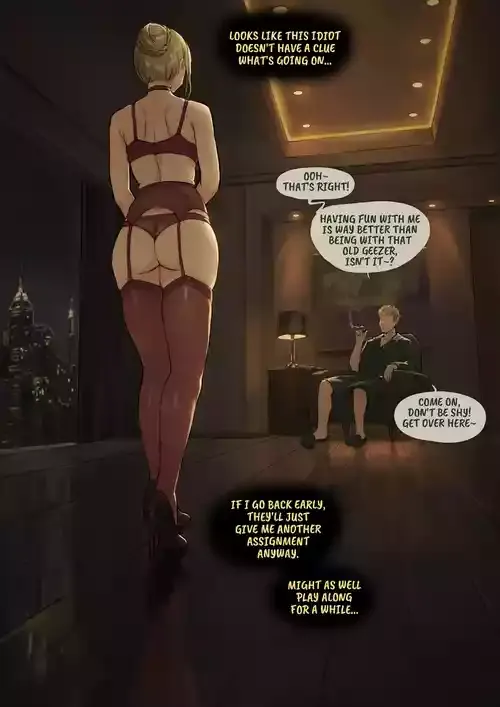 LOOKS LIKE THIS IDIOT
DOESN'T HAVE A CLUE
WHAT'S GOING ON...
OOH~
THAT'S RIGHT!
HAVING FUN WITH ME
IS WAY BETTER THAN
BEING WITH THAT
OLD GEEZER,
ISN'T IT~?
COME ON,
DON'T BE SHY!
GET OVER HERE~
IF I GO BACK EARLY,
THEY'LL JUST
GIVE ME ANOTHER
ASSIGNMENT
ANYWAY.
MIGHT AS WELL
PLAY ALONG
FOR A WHILE...